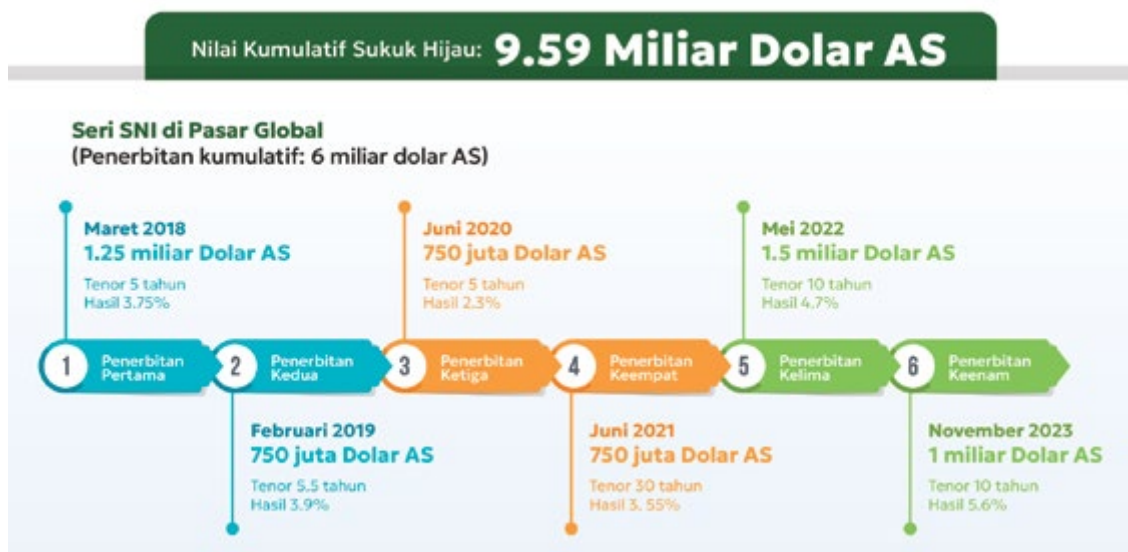 Nilai Kumulatif Sukuk Hijau: 9.59 Miliar Dolar AS
Seri SNI di Pasar Global
(Penerbitan kumulatif: 6 miliar dolar AS)
Maret 2018
1.25 miliar Dolar AS
Tenor 5 tahun
Hasil 3.75%
Juni 2020
750 juta Dolar AS
Tenor 5 tahun
Hasil 2.3%
Mei 2022
1.5 miliar Dolar AS
Tenor 10 tahun
Hasil 4.7%
1 Penerbitan
Pertama
2 Penerbitan
Kedua
3 Penerbitan
Ketiga
4 Penerbitan
Keempat
5 Penerbitan
Kelima
6 Penerbitan
Keenam
Februari 2019
750 juta Dolar AS
Tenor 5.5 tahun
Hasil 3.9%
Juni 2021
750 juta Dolar AS
Tenor 30 tahun
Hasil 3. 55%
November 2023
1 miliar Dolar AS
Tenor 10 tahun
Hasil 5.6%